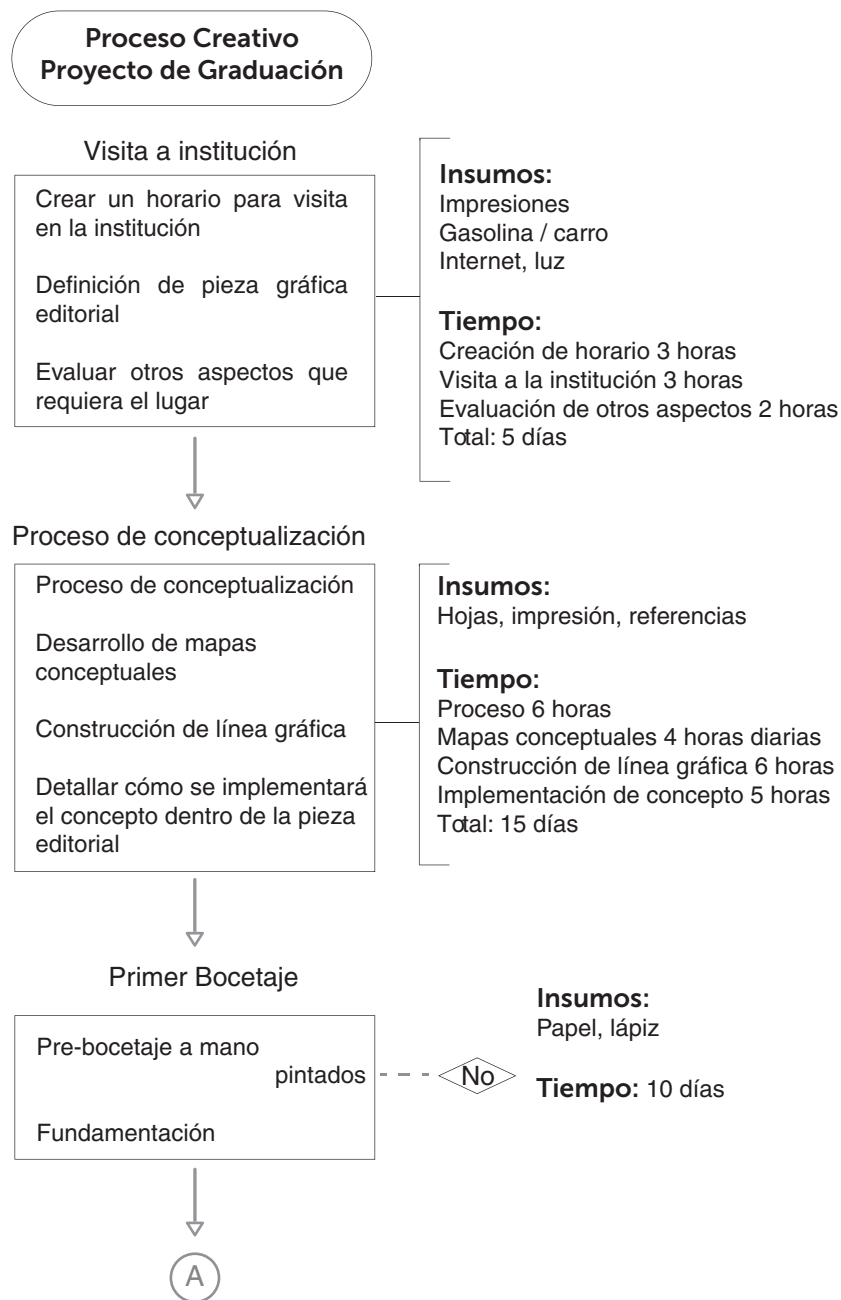 Proceso Creativo
Proyecto de Graduación
Visita a institución
Crear un horario para visita
en la institución
Definición de pieza gráfica
editorial
Evaluar otros aspectos que
requiera el lugar
Insumos:
Impresiones
Gasolina / carro
Internet, luz
Tiempo:
Creación de horario 3 horas
Visita a la institución 3 horas
Evaluación de otros aspectos 2 horas
Total: 5 días
Proceso de conceptualización
Proceso de conceptualización
Desarrollo de mapas
conceptuales
Construcción de línea gráfica
Detallar cómo se implementará
el concepto dentro de la pieza
editorial
Insumos:
Hojas, impresión, referencias
Tiempo:
Proceso 6 horas
Mapas conceptuales 4 horas diarias
Construcción de línea gráfica 6 horas
Implementación de concepto 5 horas
Total: 15 días
Primer Bocetaje
Pre-bocetaje a mano
pintados
Fundamentación
No
Insumos:
Papel, lápiz
Tiempo: 10 días
A